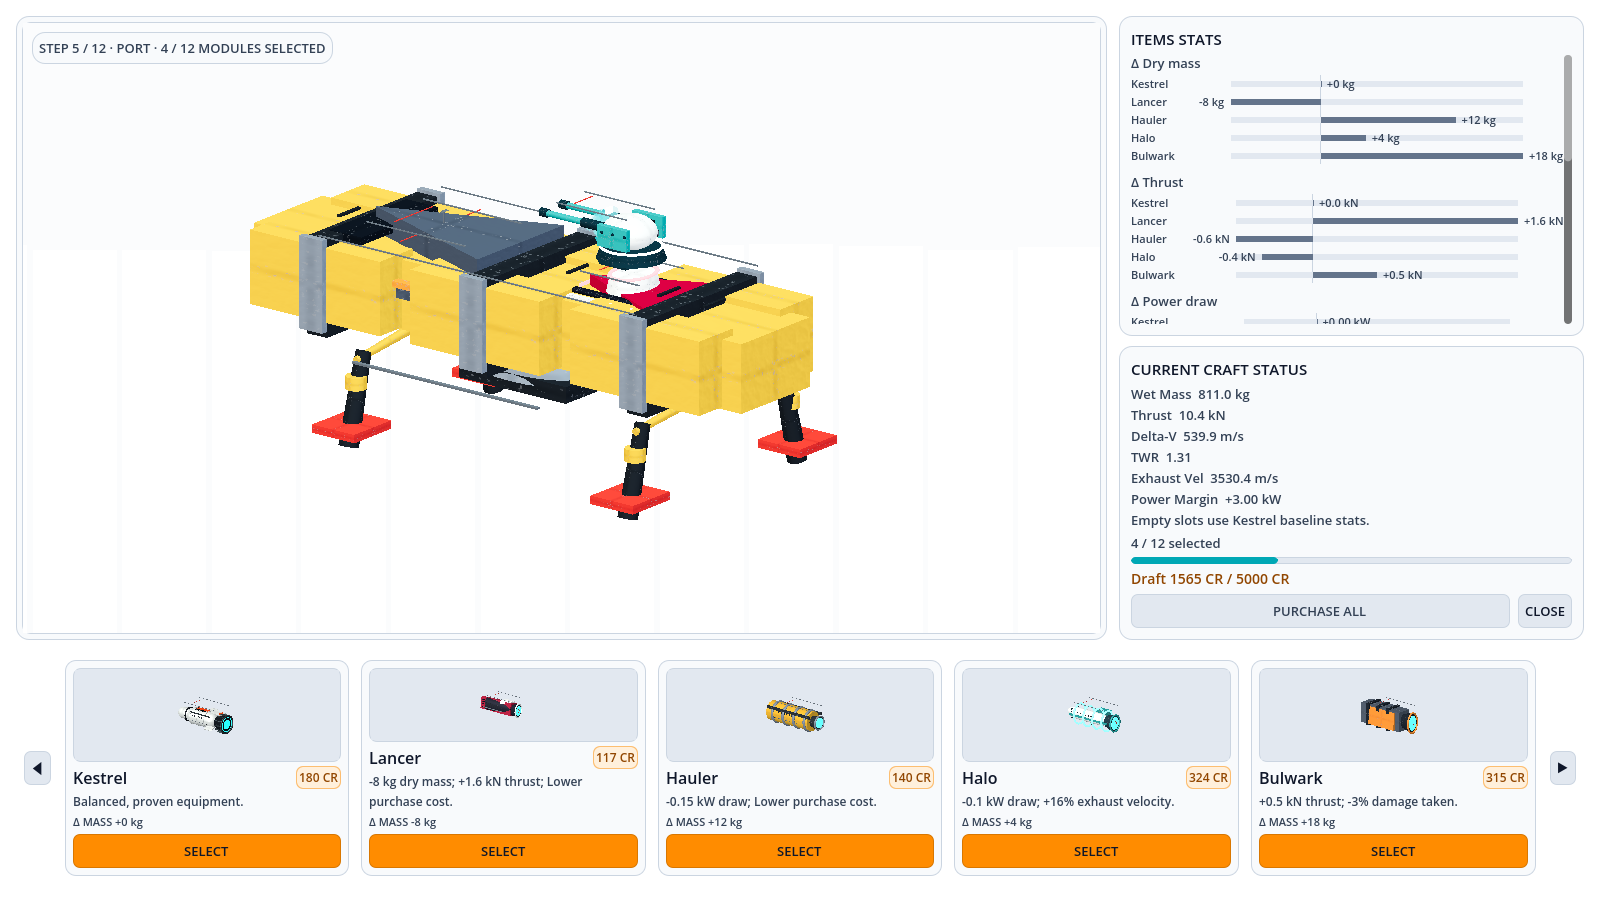 STEP 5 / 12 · PORT · 4 / 12 MODULES SELECTED
ITEMS STATS
Δ Dry mass
Kestrel +0 kg
Lancer -8 kg
Hauler +12 kg
Halo +4 kg
Bulwark +18 kg
Δ Thrust
Kestrel +0.0 kN
Lancer +1.6 kN
Hauler -0.6 kN
Halo -0.4 kN
Bulwark +0.5 kN
Δ Power draw
Kestrel +0.00 kW
CURRENT CRAFT STATUS
Wet Mass 811.0 kg
Thrust 10.4 kN
Delta-V 539.9 m/s
TWR 1.31
Exhaust Vel 3530.4 m/s
Power Margin +3.00 kW
Empty slots use Kestrel baseline stats.
4 / 12 selected
Draft 1565 CR / 5000 CR
PURCHASE ALL
CLOSE
Kestrel
180 CR
Balanced, proven equipment.
Δ MASS +0 kg
SELECT
Lancer
117 CR
-8 kg dry mass; +1.6 kN thrust; Lower
purchase cost.
Δ MASS -8 kg
SELECT
Hauler
140 CR
-0.15 kW draw; Lower purchase cost.
Δ MASS +12 kg
SELECT
Halo
324 CR
-0.1 kW draw; +16% exhaust velocity.
Δ MASS +4 kg
SELECT
Bulwark
315 CR
+0.5 kN thrust; -3% damage taken.
Δ MASS +18 kg
SELECT